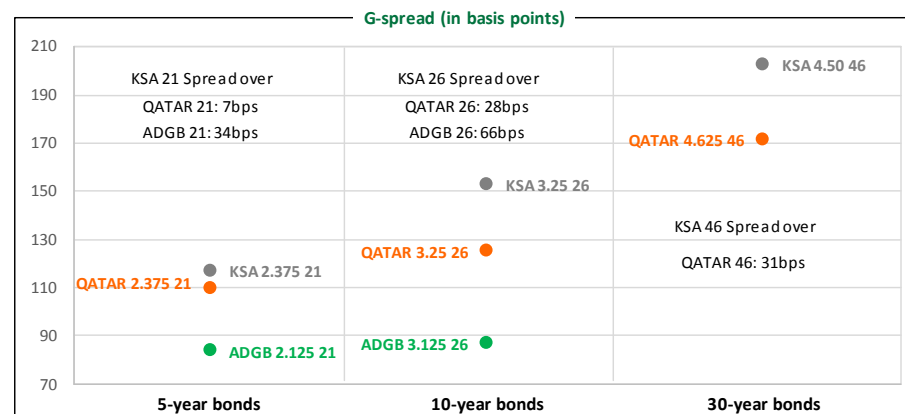 G-spread (in basis points)
210
190
170
150
130
110
90
70
KSA 21 Spread over
QATAR 21: 7bps
ADGB 21: 34bps
KSA 26 Spread over
QATAR 26: 28bps
ADGB 26: 66bps
KSA 4.50 46
QATAR 4.625 46
KSA 3.25 26
KSA 46 Spread over
QATAR 46: 31bps
QATAR 3.25 26
KSA 2.375 21
QATAR 2.375 21
ADGB 2.125 21
ADGB 3.125 26
5-year bonds
10-year bonds
30-year bonds